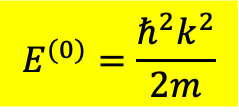 E⁽⁰⁾ = ħ²k² / 2m